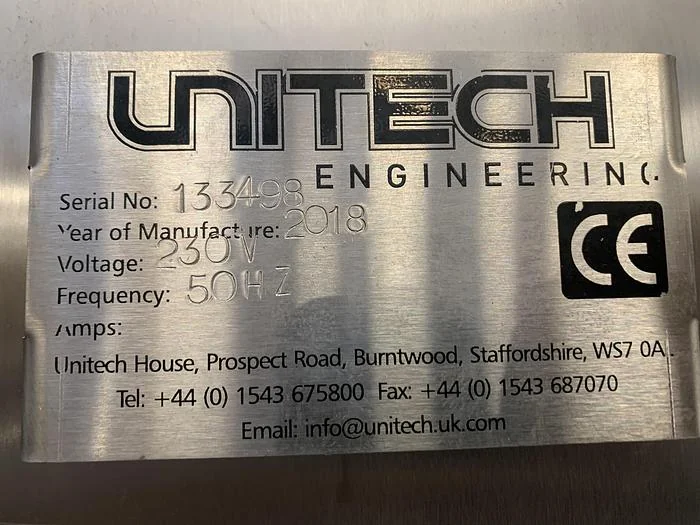 UNITECH
ENGINEERING
Serial No: 133498
Year of Manufacture: 2018
Voltage: 230V
Frequency: 50HZ
Amps:
Unitech House, Prospect Road, Burntwood, Staffordshire, WS7 0A
Tel: +44 (0) 1543 675800 Fax: +44 (0) 1543 687070
Email: info@unitech.uk.com
CE